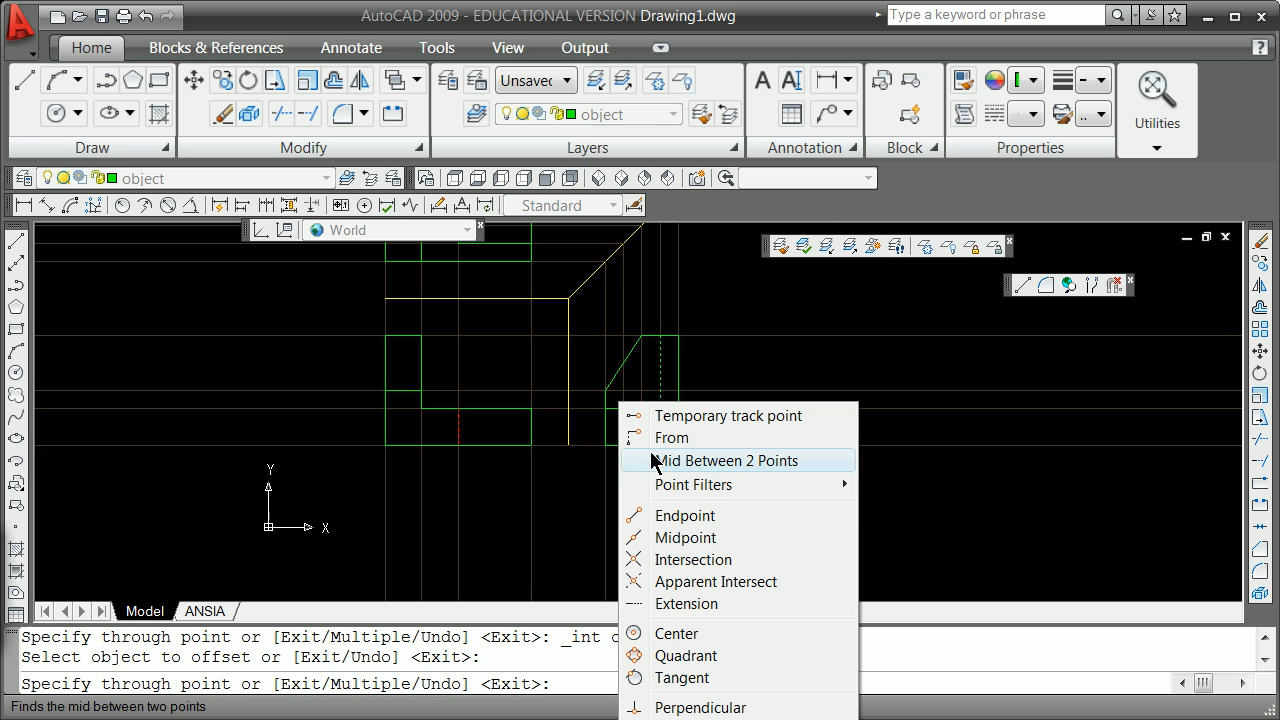 AutoCAD 2009 - EDUCATIONAL VERSION Drawing1.dwg
Type a keyword or phrase
Home Blocks & References Annotate Tools View Output
Unsavec
object
Utilities
Draw Modify Layers Annotation Block Properties
object
Standard
World
Y
X
Temporary track point
From
Mid Between 2 Points
Point Filters
Endpoint
Midpoint
Intersection
Apparent Intersect
Extension
Center
Quadrant
Tangent
Perpendicular
Model ANSIA
Specify through point or [Exit/Multiple/Undo] <Exit>: _int o
Select object to offset or [Exit/Undo] <Exit>:
Specify through point or [Exit/Multiple/Undo] <Exit>:
Finds the mid between two points